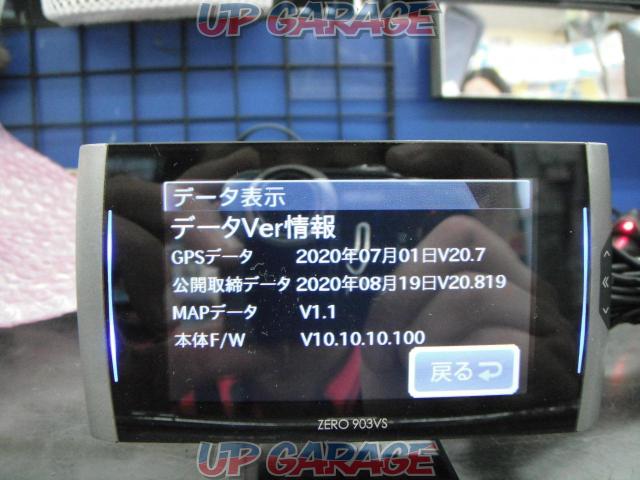 UP GARAGE
データ表示
データVer情報
GPSデータ 2020年07月01日V20.7
公開取締データ 2020年08月19日V20.819
MAPデータ V1.1
本体F/W V10.10.10.100
戻る
ZERO 903VS
UP GARAGE